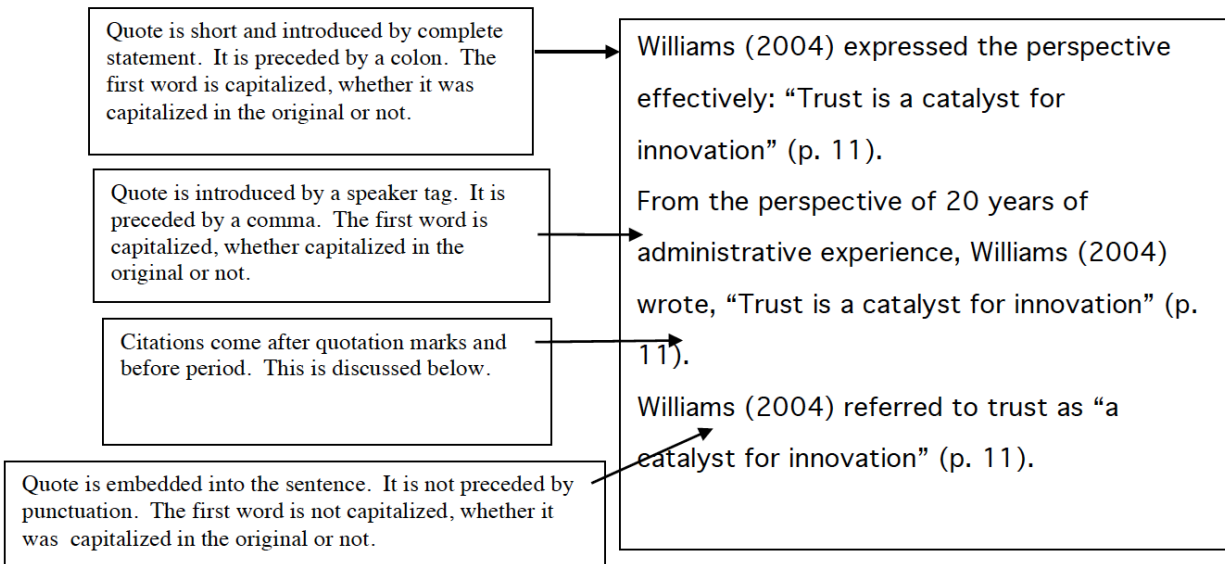 Quote is short and introduced by complete
statement.  It is preceded by a colon.  The
first word is capitalized, whether it was
capitalized in the original or not.
Quote is introduced by a speaker tag.  It is
preceded by a comma.  The first word is
capitalized, whether capitalized in the
original or not.
Citations come after quotation marks and
before period.  This is discussed below.
Quote is embedded into the sentence.  It is not preceded by
punctuation.  The first word is not capitalized, whether it
was  capitalized in the original or not.
Williams (2004) expressed the perspective
effectively: “Trust is a catalyst for
innovation” (p. 11).
From the perspective of 20 years of
administrative experience, Williams (2004)
wrote, “Trust is a catalyst for innovation” (p.
11).
Williams (2004) referred to trust as “a
catalyst for innovation” (p. 11).